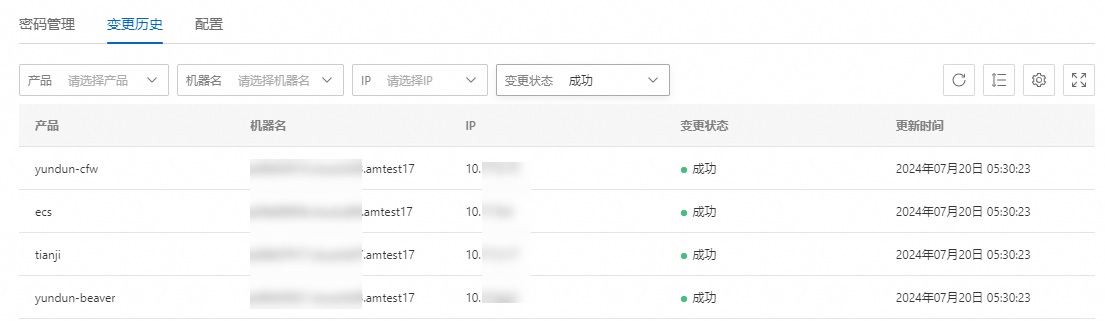 密码管理 变更历史 配置
产品 请选择产品 机器名 请选择机器名 IP 请选择IP 变更状态 成功
产品 机器名 IP 变更状态 更新时间
yundun-cfw .amtest17 10. 成功 2024年07月20日 05:30:23
ecs .amtest17 10. 成功 2024年07月20日 05:30:23
tianji .amtest17 10. 成功 2024年07月20日 05:30:23
yundun-beaver .amtest17 10. 成功 2024年07月20日 05:30:23